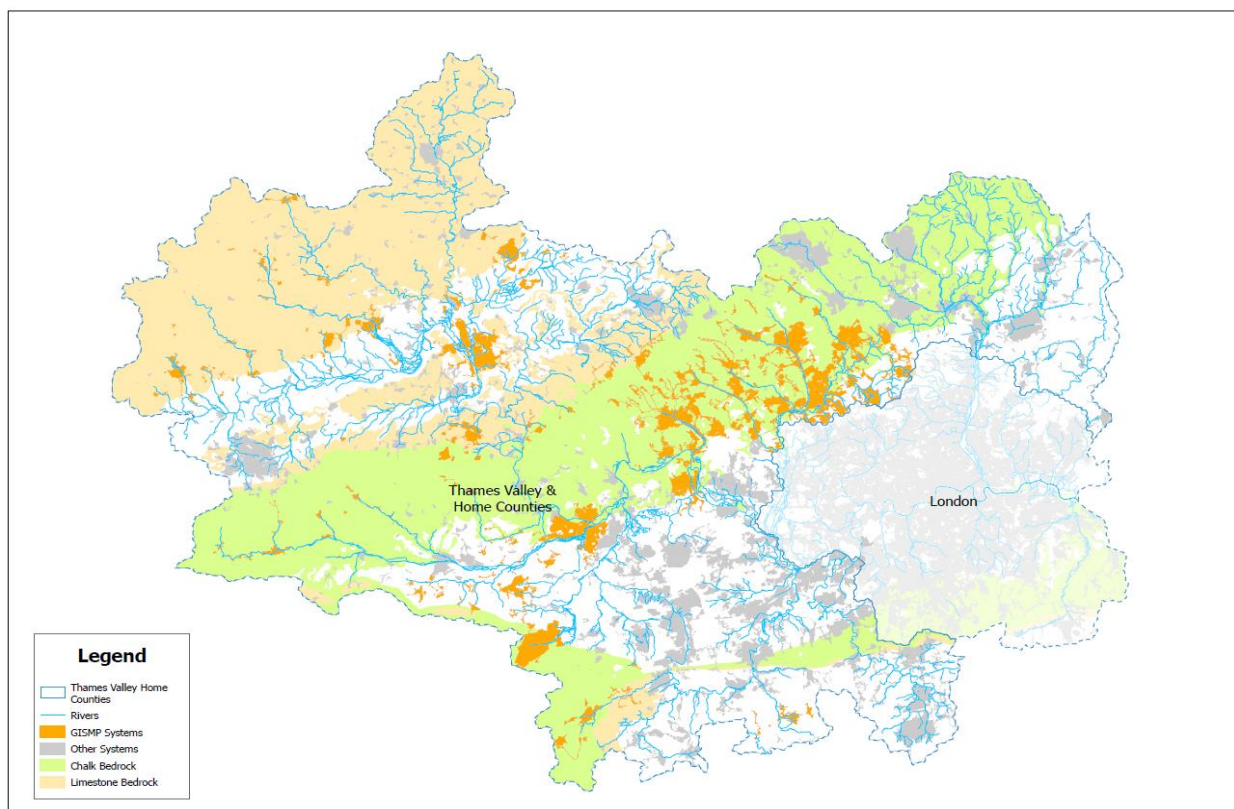 Thames Valley &
Home Counties
London
Legend
Thames Valley Home
Counties
Rivers
GISMP Systems
Other Systems
Chalk Bedrock
Limestone Bedrock